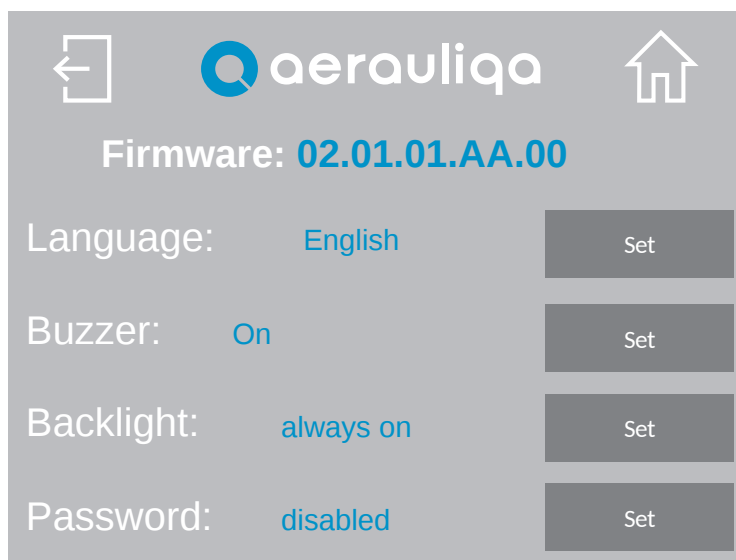 aerauliqa
Firmware: 02.01.01.AA.00
Language: English Set
Buzzer: On Set
Backlight: always on Set
Password: disabled Set